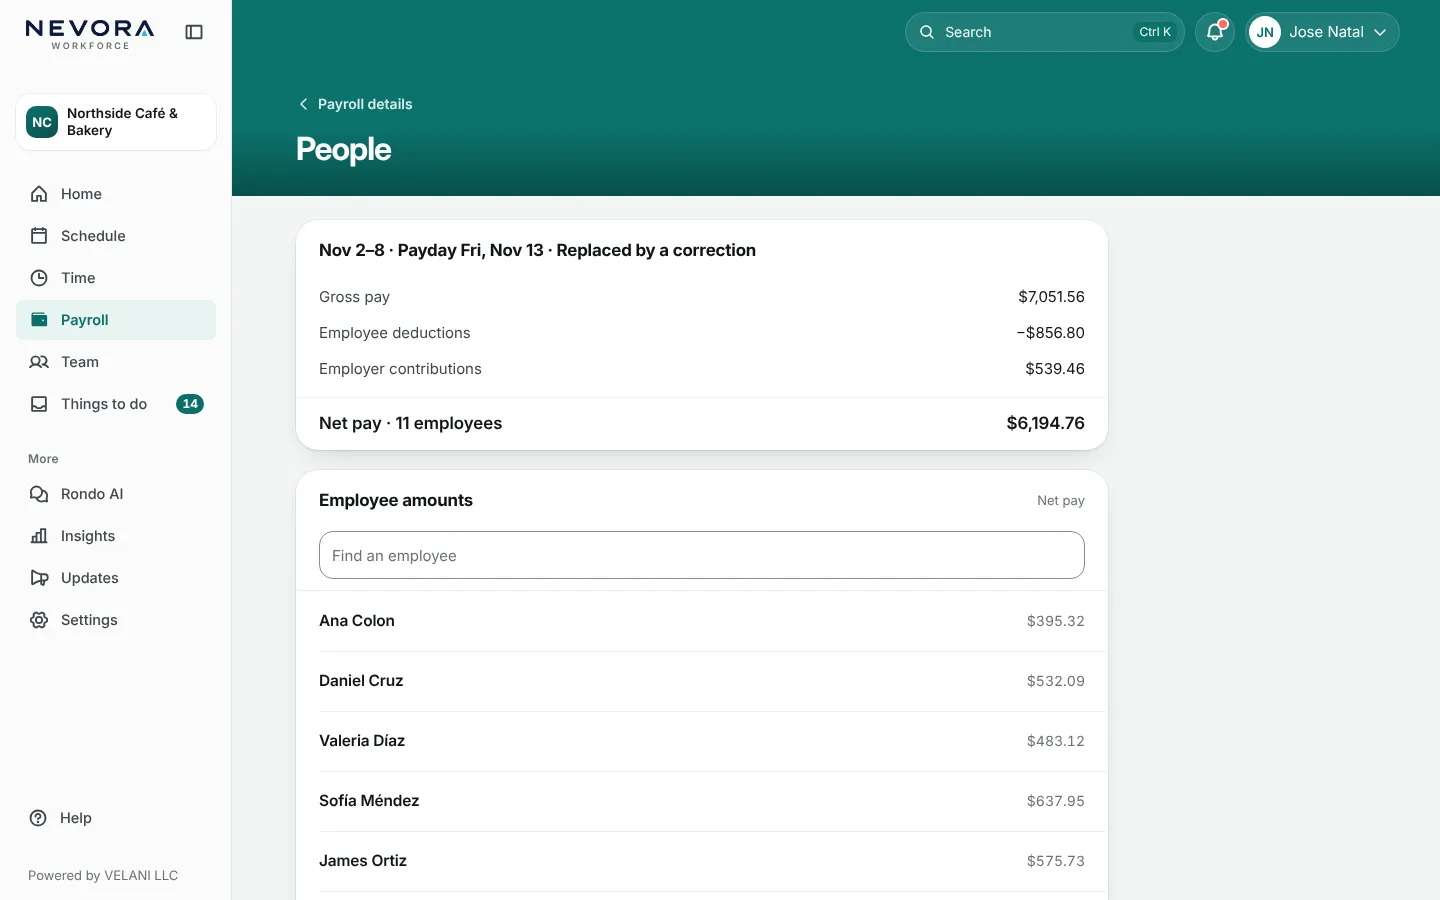 NEVORA
WORKFORCE
Search
Ctrl K
JN
Jose Natal
NC
Northside Café &
Bakery
Home
Schedule
Time
Payroll
Team
Things to do
14
More
Rondo AI
Insights
Updates
Settings
Help
Powered by VELANI LLC
Payroll details
People
Nov 2–8 · Payday Fri, Nov 13 · Replaced by a correction
Gross pay $7,051.56
Employee deductions −$856.80
Employer contributions $539.46
Net pay · 11 employees $6,194.76
Employee amounts Net pay
Find an employee
Ana Colon $395.32
Daniel Cruz $532.09
Valeria Díaz $483.12
Sofía Méndez $637.95
James Ortiz $575.73